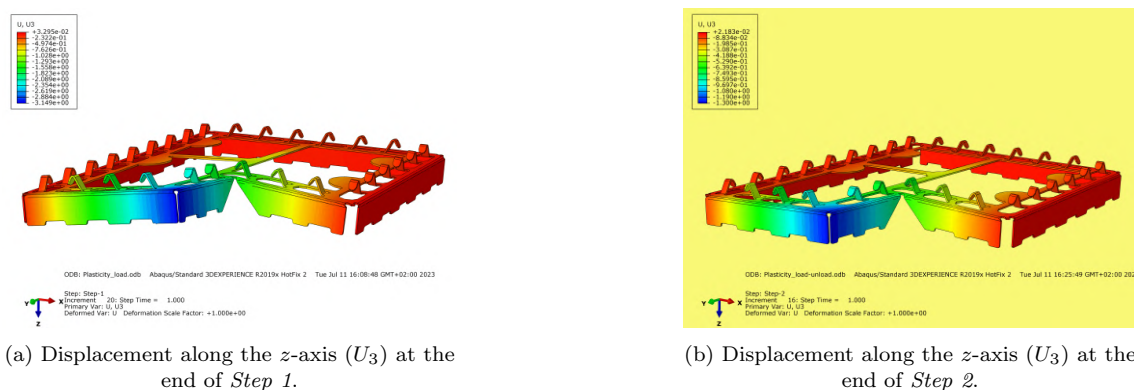 U, U3
+3.295e-02
-2.322e-01
-4.974e-01
-7.626e-01
-1.028e+00
-1.293e+00
-1.558e+00
-1.823e+00
-2.089e+00
-2.354e+00
-2.619e+00
-2.884e+00
-3.149e+00
ODB: Plasticity_load.odb Abaqus/Standard 3DEXPERIENCE R2019x HotFix 2 Tue Jul 11 16:08:48 GMT+02:00 2023
Step: Step-1
Increment 20: Step Time = 1.000
Primary Var: U, U3
Deformed Var: U Deformation Scale Factor: +1.000e+00
Y X
Z
(a) Displacement along the z-axis (U3) at the
end of Step 1.
U, U3
+2.183e-02
-8.834e-02
-1.985e-01
-3.087e-01
-4.188e-01
-5.290e-01
-6.392e-01
-7.493e-01
-8.595e-01
-9.697e-01
-1.080e+00
-1.190e+00
-1.300e+00
ODB: Plasticity_load-unload.odb Abaqus/Standard 3DEXPERIENCE R2019x HotFix 2 Tue Jul 11 16:25:49 GMT+02:00 202
Step: Step-2
Increment 16: Step Time = 1.000
Primary Var: U, U3
Deformed Var: U Deformation Scale Factor: +1.000e+00
Y X
Z
(b) Displacement along the z-axis (U3) at the
end of Step 2.